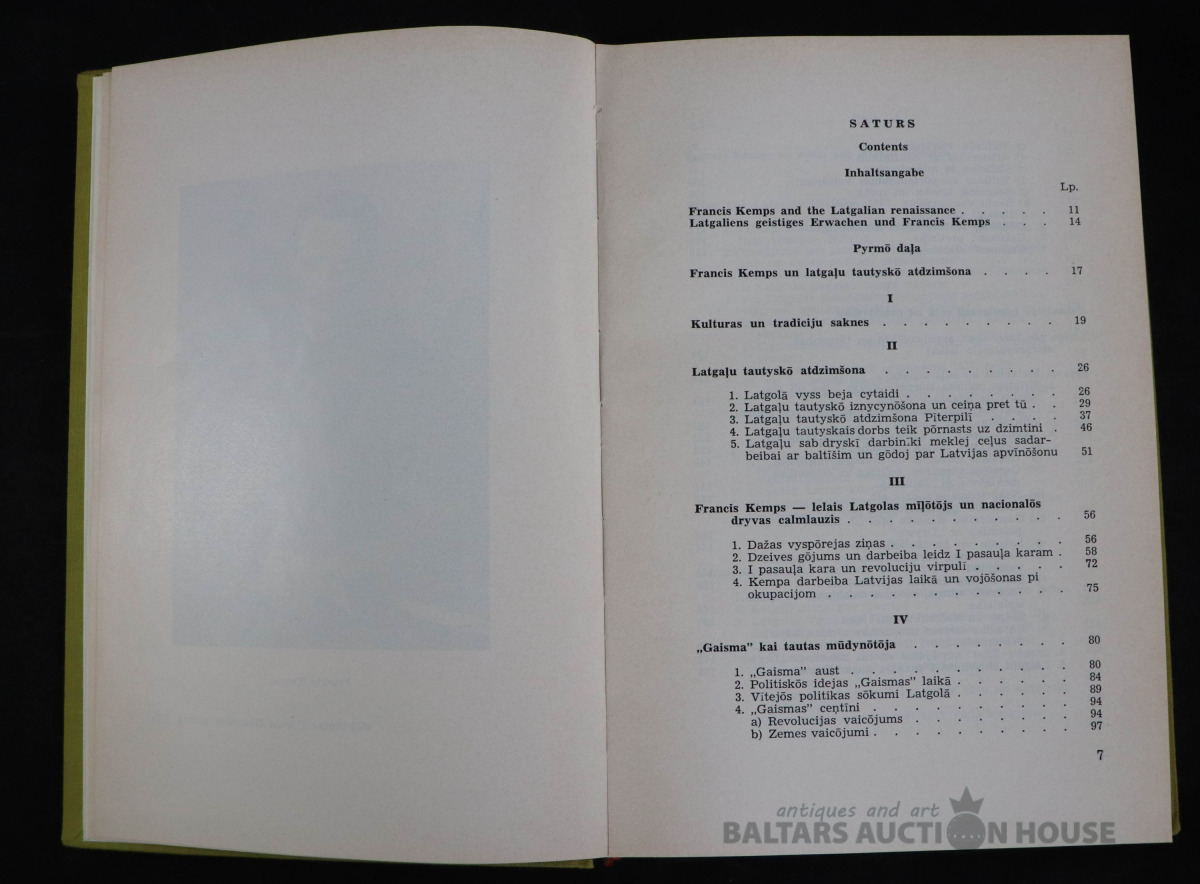 SATURS
Contents
Inhaltsangabe
Lp.
Francis Kemps and the Latgalian renaissance . . . . . 11
Latgaliens geistiges Erwachen und Francis Kemps . . . 14
Pyrmō daļa
Francis Kemps un latgaļu tautyskō atdzimšona . . . . 17
I
Kulturas un tradiciju saknes . . . . . . . . . 19
II
Latgaļu tautyskō atdzimšona . . . . . . . . . 26
1. Latgolā vyss beja cytaidi . . . . . . . . 26
2. Latgaļu tautyskō iznycynōšona un ceiņa pret tū . . 29
3. Latgaļu tautyskō atdzimšona Pīterpilī . . . . 37
4. Latgaļu tautyskais dorbs teik pōrnasts uz dzimtini . 46
5. Latgaļu sab dryskī darbiniki meklej ceļus sadar-
beibai ar baltīšim un gōdoj par Latvijas apvīnōšonu 51
III
Francis Kemps — lelais Latgolas mīļōtōjs un nacionalōs
dryvas calmlauzis . . . . . . . . . . . 56
1. Dažas vyspōrejas ziņas . . . . . . . . . 56
2. Dzeives gōjums un darbeiba leidz I pasauļa karam . 58
3. I pasauļa kara un revoluciju virpulī . . . . . 72
4. Kempa darbeiba Latvijas laikā un vojōšonas pi
okupacijom . . . . . . . . . . . . 75
IV
„Gaisma" kai tautas mūdynōtōja . . . . . . . . 80
1. „Gaisma" aust . . . . . . . . . . . 80
2. Politiskōs idejas „Gaismas" laikā . . . . . . 84
3. Vītejōs politikas sōkumi Latgolā . . . . . . 89
4. „Gaismas" ceņtīni . . . . . . . . . . 94
a) Revolucijas vaicōjums . . . . . . . . 94
b) Zemes vaicōjumi . . . . . . . . . . 97
7
antiques and art
BALTARS AUCTION HOUSE